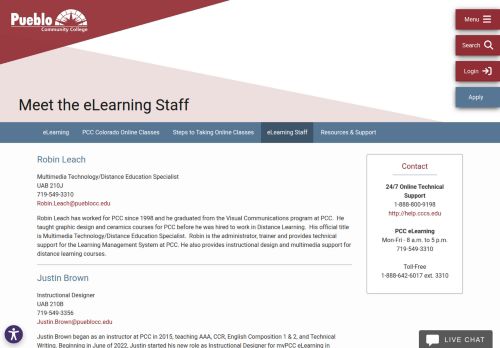 Pueblo
Community College
Menu
Search
Login
Apply
Meet the eLearning Staff
eLearning
PCC Colorado Online Classes
Steps to Taking Online Classes
eLearning Staff
Resources & Support
Robin Leach
Multimedia Technology/Distance Education Specialist
UAB 210J
719-549-3310
Robin.Leach@pueblocc.edu
Robin Leach has worked for PCC since 1998 and he graduated from the Visual Communications program at PCC. He
taught graphic design and ceramics courses for PCC before he was hired to work in Distance Learning. His official title
is Multimedia Technology/Distance Education Specialist. Robin is the administrator, trainer and provides technical
support for the Learning Management System at PCC. He also provides instructional design and multimedia support for
distance learning courses.
Justin Brown
Instructional Designer
UAB 210B
719-549-3356
Justin.Brown@pueblocc.edu
Justin Brown began as an instructor at PCC in 2015, teaching AAA, CCR, English Composition 1 & 2, and Technical
Writing. Beginning in June of 2022, Justin started his new role as Instructional Designer for myPCC eLearning in
Contact
24/7 Online Technical
Support
1-888-800-9198
http://help.cccs.edu
PCC eLearning
Mon-Fri - 8 a.m. to 5 p.m.
719-549-3310
Toll-Free
1-888-642-6017 ext. 3310
LIVE CHAT